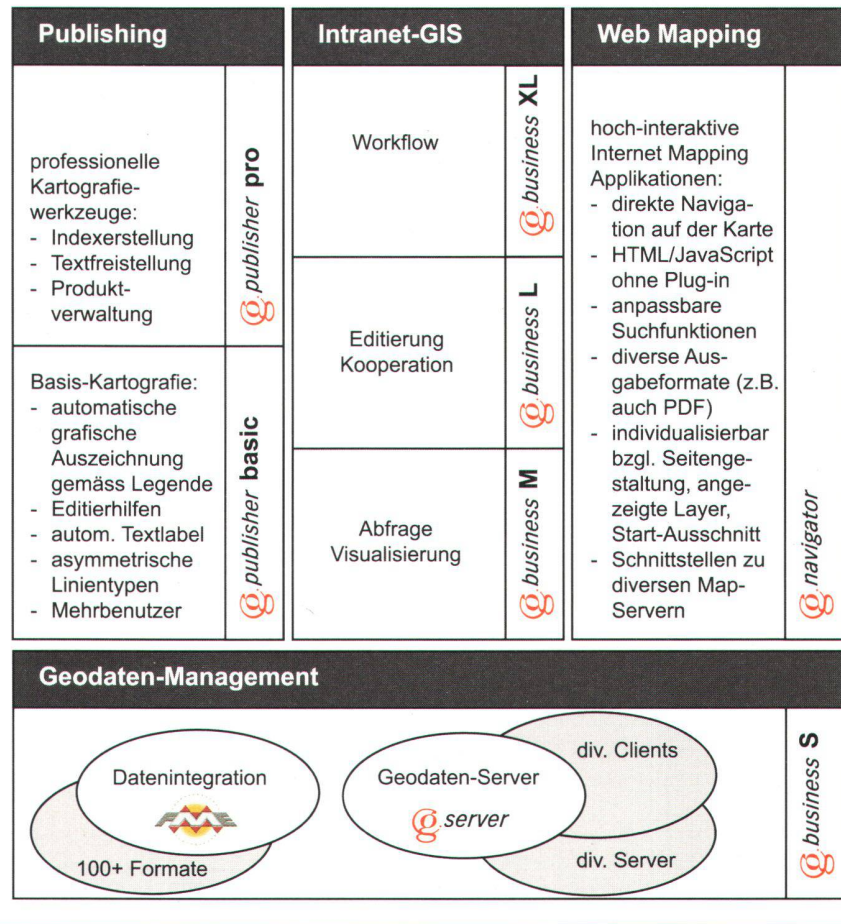 Publishing
professionelle
Kartografie-
werkzeuge:
- Indexerstellung
- Textfreistellung
- Produkt-
verwaltung
g.publisher pro
Basis-Kartografie:
- automatische
grafische
Auszeichnung
gemäss Legende
- Editierhilfen
- autom. Textlabel
- asymmetrische
Linientypen
- Mehrbenutzer
g.publisher basic
Intranet-GIS
Workflow
g.business XL
Editierung
Kooperation
g.business L
Abfrage
Visualisierung
g.business M
Web Mapping
hoch-interaktive
Internet Mapping
Applikationen:
- direkte Naviga-
tion auf der Karte
- HTML/JavaScript
ohne Plug-in
- anpassbare
Suchfunktionen
- diverse Aus-
gabeformate (z.B.
auch PDF)
- individualisierbar
bzgl. Seitenge-
staltung, ange-
zeigte Layer,
Start-Ausschnitt
- Schnittstellen zu
diversen Map-
Servern
g.navigator
Geodaten-Management
Datenintegration
FME
100+ Formate
Geodaten-Server
g.server
div. Clients
div. Server
g.business S